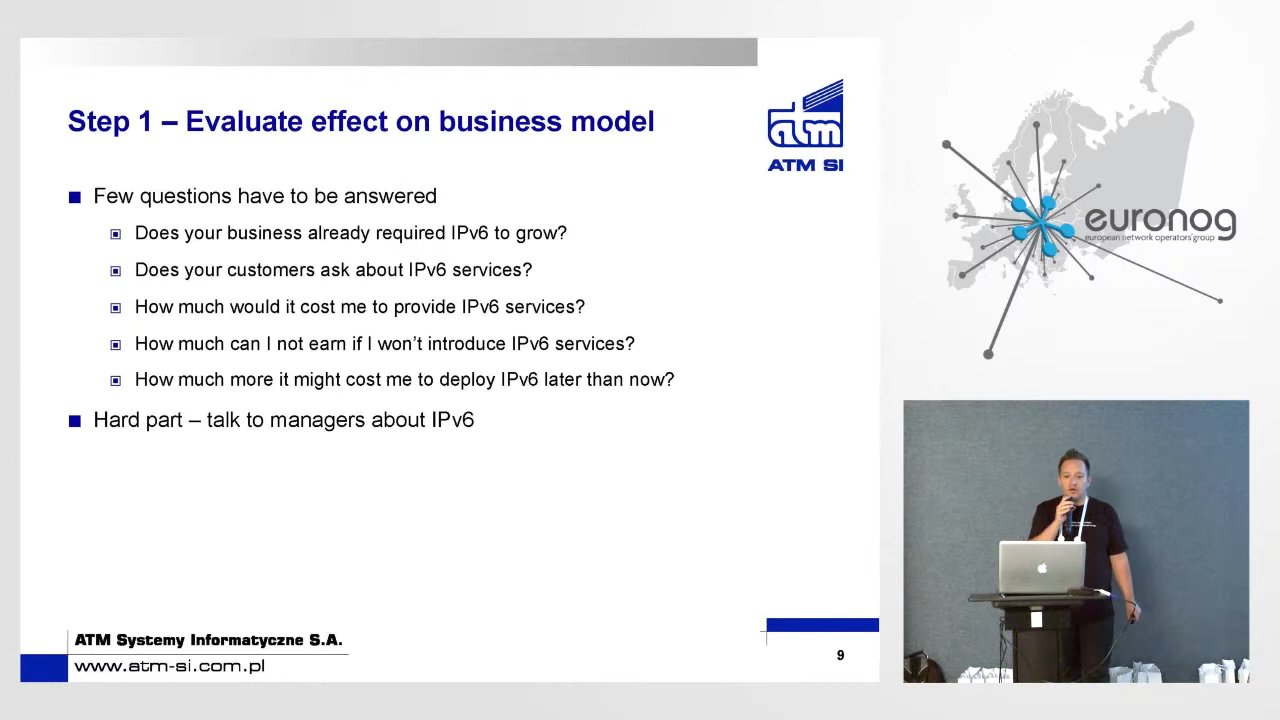 Step 1 – Evaluate effect on business model
atm
ATM SI
Few questions have to be answered
Does your business already required IPv6 to grow?
Does your customers ask about IPv6 services?
How much would it cost me to provide IPv6 services?
How much can I not earn if I won’t introduce IPv6 services?
How much more it might cost me to deploy IPv6 later than now?
Hard part – talk to managers about IPv6
ATM Systemy Informatyczne S.A.
www.atm-si.com.pl
9
euronog
european network operators' group